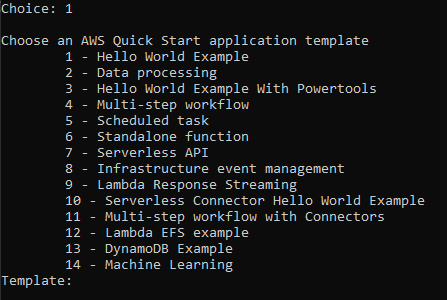 Choice: 1
Choose an AWS Quick Start application template
1 - Hello World Example
2 - Data processing
3 - Hello World Example With Powertools
4 - Multi-step workflow
5 - Scheduled task
6 - Standalone function
7 - Serverless API
8 - Infrastructure event management
9 - Lambda Response Streaming
10 - Serverless Connector Hello World Example
11 - Multi-step workflow with Connectors
12 - Lambda EFS example
13 - DynamoDB Example
14 - Machine Learning
Template: